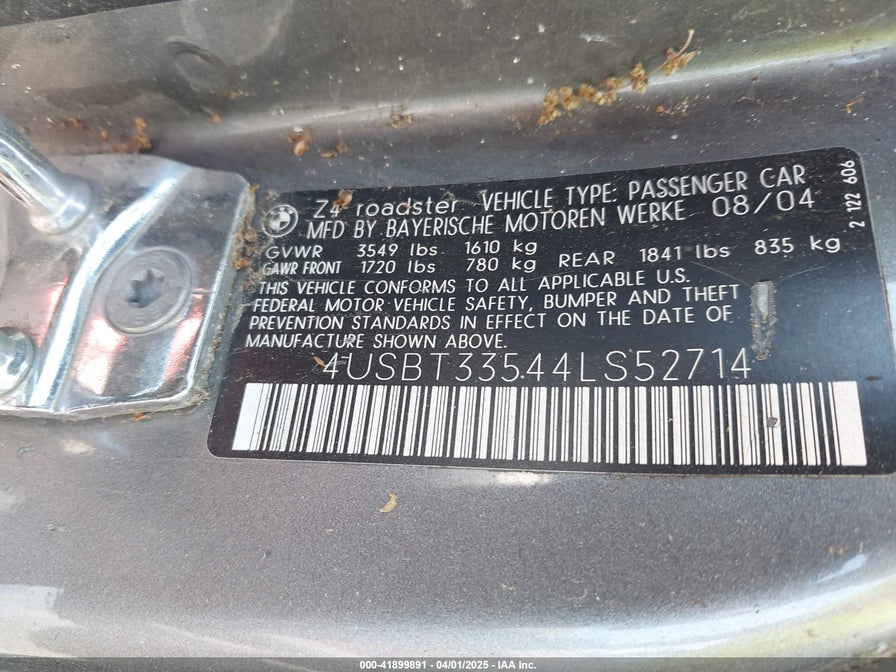 Z4 roadster VEHICLE TYPE: PASSENGER CAR
MFD BY BAYERISCHE MOTOREN WERKE 08/04
GVWR 3549 lbs 1610 kg
GAWR FRONT 1720 lbs 780 kg REAR 1841 lbs 835 kg
THIS VEHICLE CONFORMS TO ALL APPLICABLE U.S.
FEDERAL MOTOR VEHICLE SAFETY, BUMPER AND THEFT
PREVENTION STANDARDS IN EFFECT ON THE DATE OF
MANUFACTURE SHOWN ABOVE.
4USBT33544LS52714
2 122 606
000-41899891 - 04/01/2025 - IAA Inc.